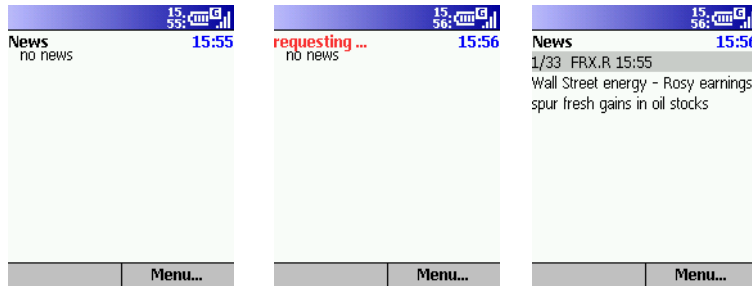 15
55: G
News 15:55
no news
Menu...
15
56: G
requesting ... 15:56
no news
Menu...
15
56: G
News 15:56
1/33 FRX.R 15:55
Wall Street energy - Rosy earnings
spur fresh gains in oil stocks
Menu...